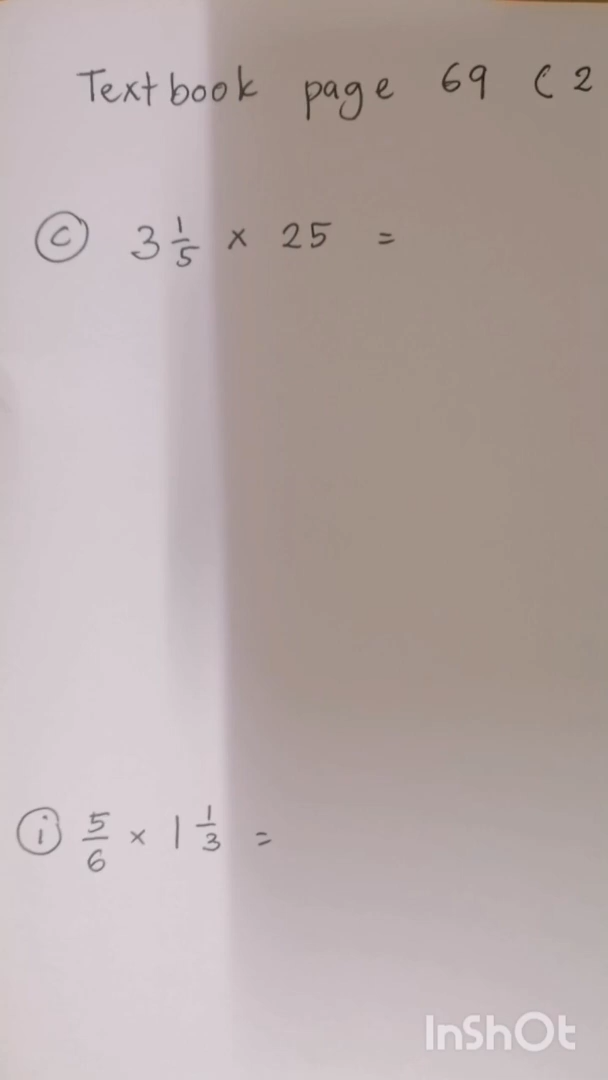 Textbook page 69 (2
ⓒ 3 1/5 × 25 =
ⓘ 5/6 × 1 1/3 =
InShOt